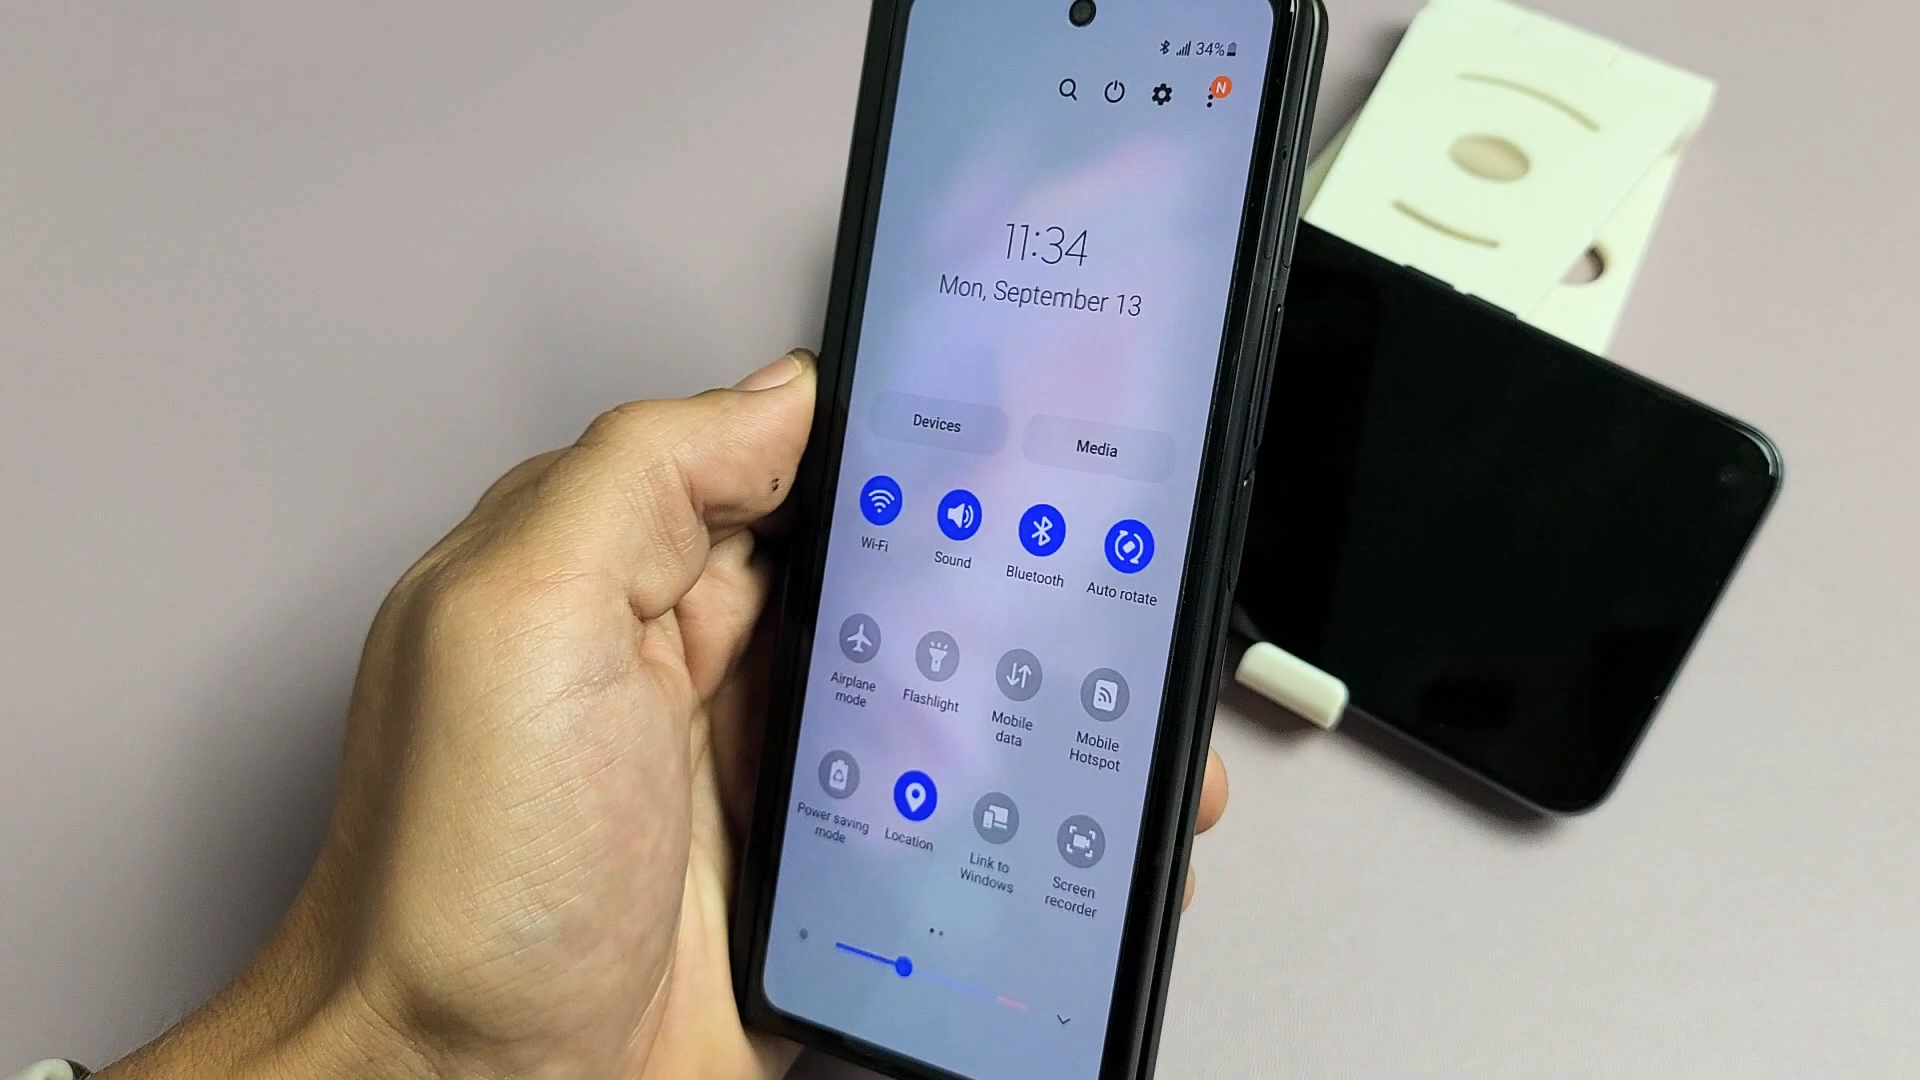 34%
N
11:34
Mon, September 13
Devices
Media
Wi-Fi
Sound
Bluetooth
Auto rotate
Airplane
mode
Flashlight
Mobile
data
Mobile
Hotspot
Power saving
mode
Location
Link to
Windows
Screen
recorder